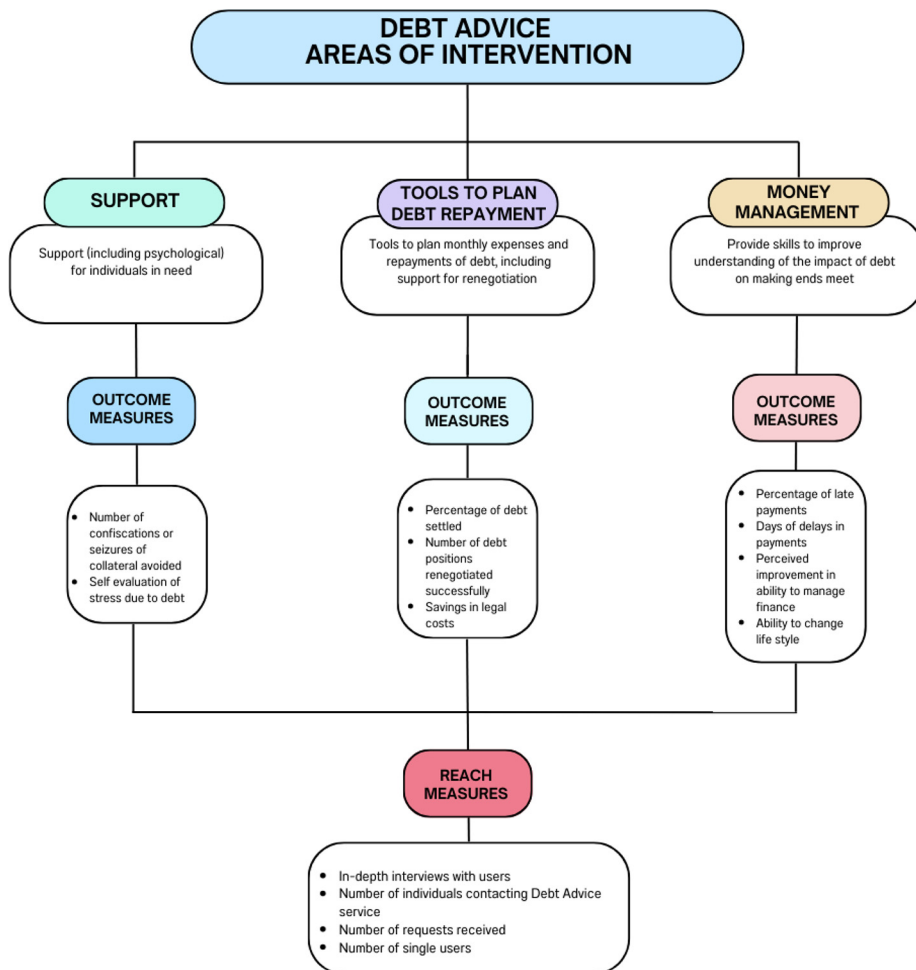 DEBT ADVICE
AREAS OF INTERVENTION
SUPPORT
Support (including psychological)
for individuals in need
TOOLS TO PLAN
DEBT REPAYMENT
Tools to plan monthly expenses and
repayments of debt, including
support for renegotiation
MONEY
MANAGEMENT
Provide skills to improve
understanding of the impact of debt
on making ends meet
OUTCOME
MEASURES
• Number of
confiscations or
seizures of
collateral avoided
• Self evaluation of
stress due to debt
OUTCOME
MEASURES
• Percentage of debt
settled
• Number of debt
positions
renegotiated
successfully
• Savings in legal
costs
OUTCOME
MEASURES
• Percentage of late
payments
• Days of delays in
payments
• Perceived
improvement in
ability to manage
finance
• Ability to change
life style
REACH
MEASURES
• In-depth interviews with users
• Number of individuals contacting Debt Advice
service
• Number of requests received
• Number of single users